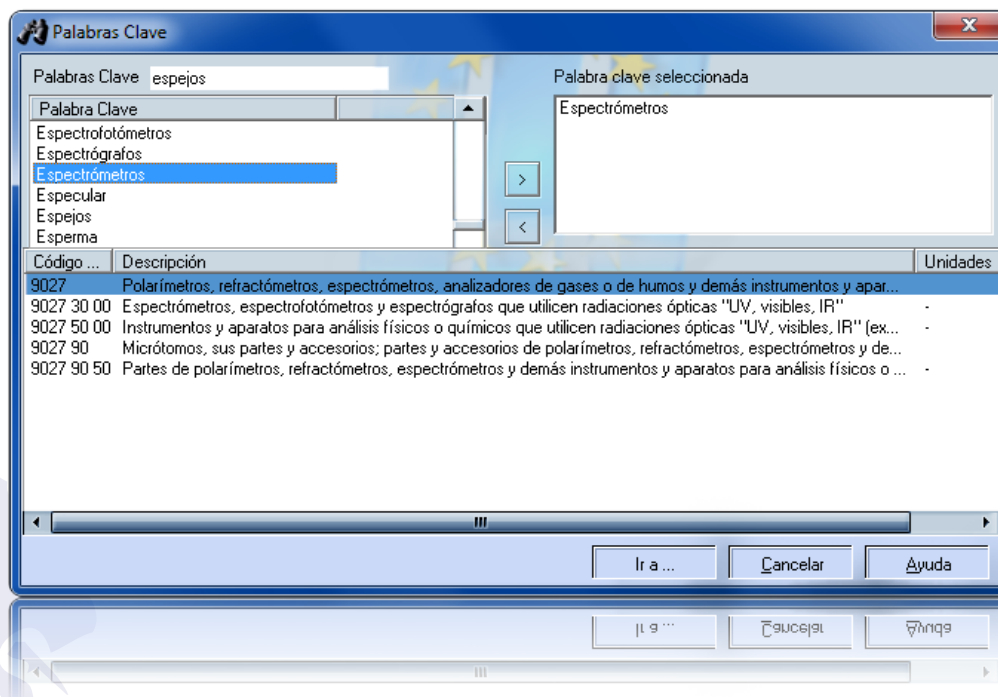 Palabras Clave
Palabras Clave espejos
Palabra clave seleccionada
Palabra Clave
Espectrofotómetros
Espectrógrafos
Espectrómetros
Especular
Espejos
Esperma
>
<
Espectrómetros
Código ... Descripción Unidades
9027 Polarímetros, refractómetros, espectrómetros, analizadores de gases o de humos y demás instrumentos y apar...
9027 30 00 Espectrómetros, espectrofotómetros y espectrógrafos que utilicen radiaciones ópticas "UV, visibles, IR" -
9027 50 00 Instrumentos y aparatos para análisis físicos o químicos que utilicen radiaciones ópticas "UV, visibles, IR" (ex... -
9027 90 Micrótomos, sus partes y accesorios; partes y accesorios de polarímetros, refractómetros, espectrómetros y de...
9027 90 50 Partes de polarímetros, refractómetros, espectrómetros y demás instrumentos y aparatos para análisis físicos o ... -
Ir a ... Cancelar Ayuda
Ir a ... Cancelar Ayuda